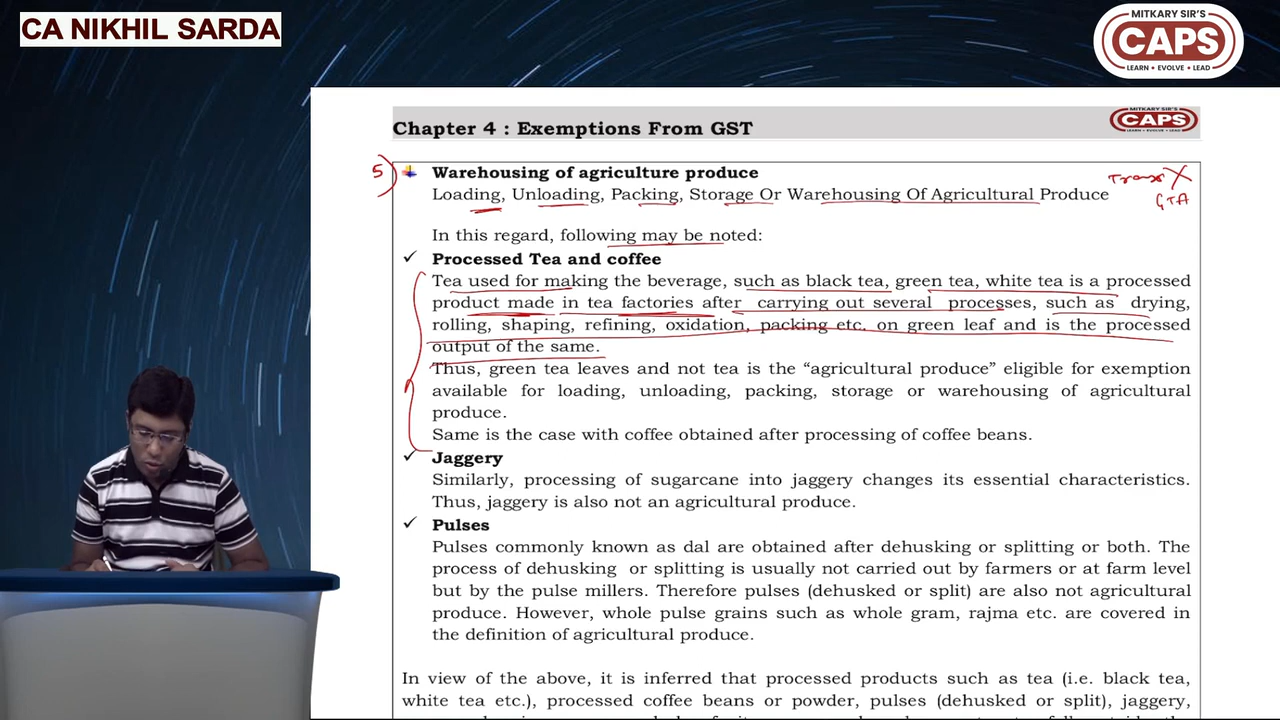 CA NIKHIL SARDA
MITKARY SIR'S
CAPS
LEARN • EVOLVE • LEAD
Chapter 4 : Exemptions From GST
MITKARY SIR'S
CAPS
LEARN • EVOLVE • LEAD
5)
Warehousing of agriculture produce
Loading, Unloading, Packing, Storage Or Warehousing Of Agricultural Produce
GTA
In this regard, following may be noted:
✓ Processed Tea and coffee
Tea used for making the beverage, such as black tea, green tea, white tea is a processed
product made in tea factories after carrying out several processes, such as drying,
rolling, shaping, refining, oxidation, packing etc. on green leaf and is the processed
output of the same.
Thus, green tea leaves and not tea is the “agricultural produce” eligible for exemption
available for loading, unloading, packing, storage or warehousing of agricultural
produce.
Same is the case with coffee obtained after processing of coffee beans.
✓ Jaggery
Similarly, processing of sugarcane into jaggery changes its essential characteristics.
Thus, jaggery is also not an agricultural produce.
✓ Pulses
Pulses commonly known as dal are obtained after dehusking or splitting or both. The
process of dehusking or splitting is usually not carried out by farmers or at farm level
but by the pulse millers. Therefore pulses (dehusked or split) are also not agricultural
produce. However, whole pulse grains such as whole gram, rajma etc. are covered in
the definition of agricultural produce.
In view of the above, it is inferred that processed products such as tea (i.e. black tea,
white tea etc.), processed coffee beans or powder, pulses (dehusked or split), jaggery,